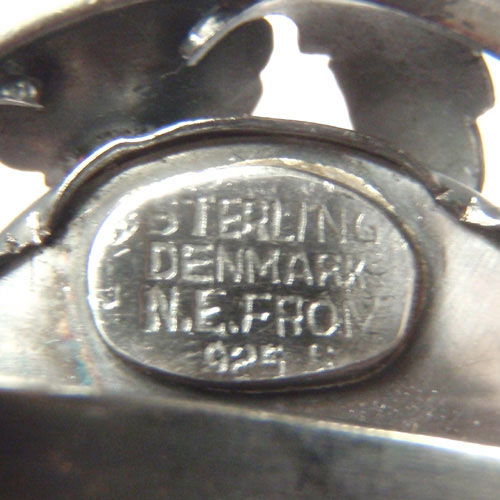 STERLING
DENMARK
N.E.FROM
925 S